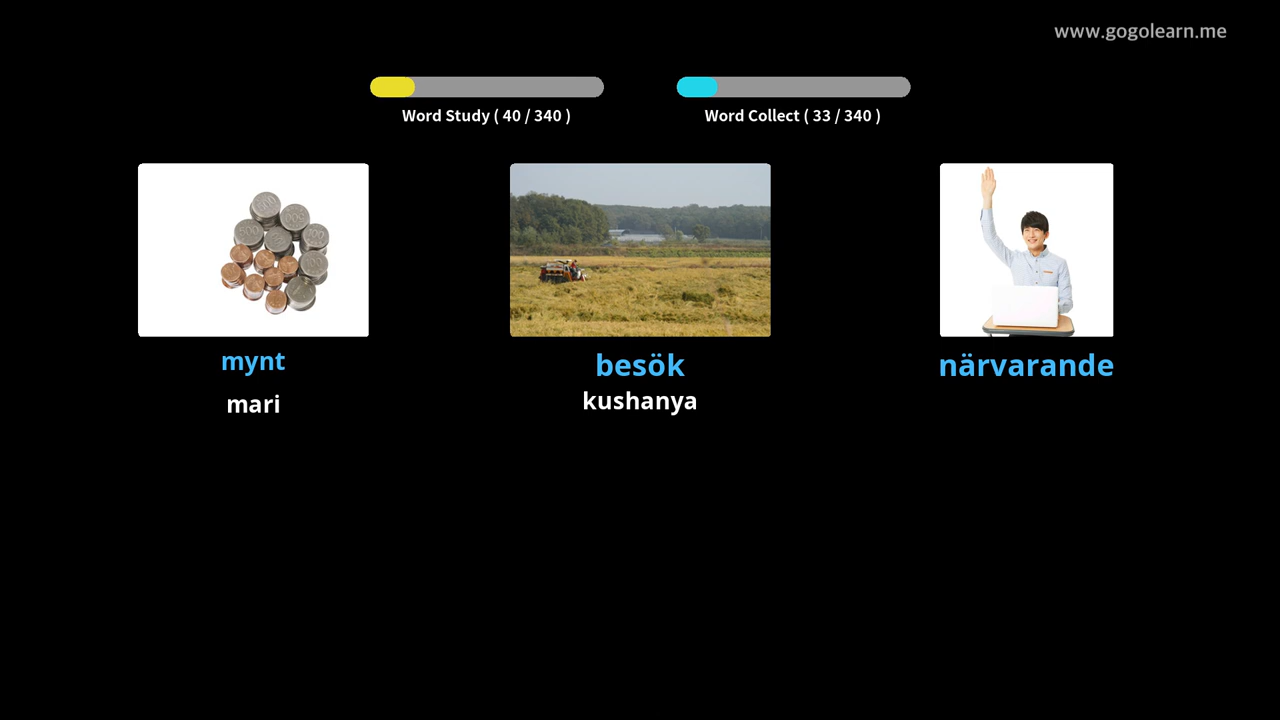 www.gogolearn.me
Word Study ( 40 / 340 )
Word Collect ( 33 / 340 )
mynt
mari
besök
kushanya
närvarande